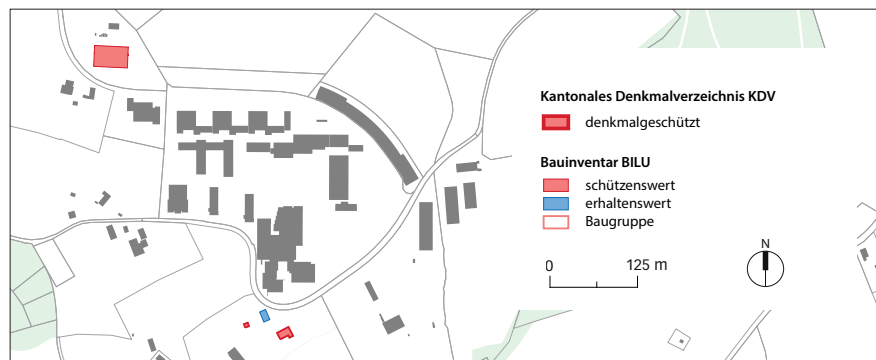 Kantonales Denkmalverzeichnis KDV
denkmalgeschützt
Bauinventar BILU
schützenswert
erhaltenswert
Baugruppe
0 125 m
N